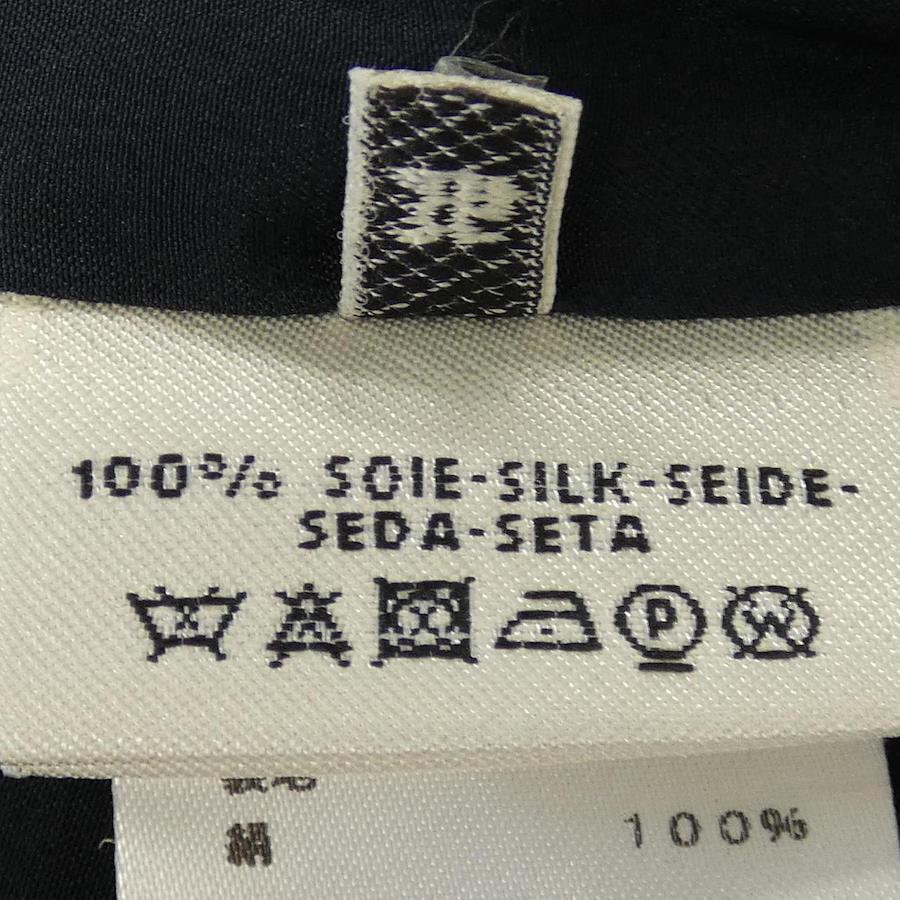 100% SOIE-SILK-SEIDE-
SEDA-SETA
P W
絹 100%